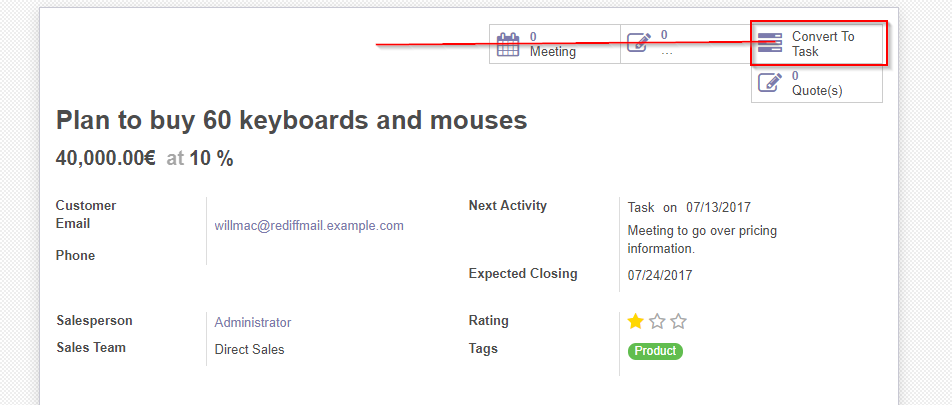 0
Meeting
0
...
Convert To
Task
0
Quote(s)
Plan to buy 60 keyboards and mouses
40,000.00€ at 10 %
Customer
Email
willmac@rediffmail.example.com
Phone
Next Activity
Task on 07/13/2017
Meeting to go over pricing
information.
Expected Closing
07/24/2017
Salesperson
Administrator
Sales Team
Direct Sales
Rating
Tags
Product